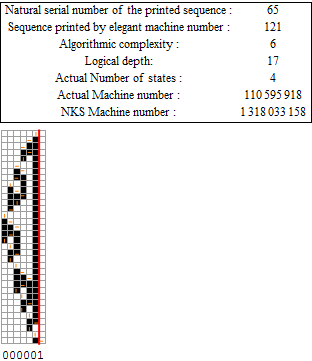 Natural serial number of the printed sequence : 65
Sequence printed by elegant machine number : 121
Algorithmic complexity : 6
Logical depth: 17
Actual Number of states : 4
Actual Machine number : 110 595 918
NKS Machine number : 1 318 033 158
000001